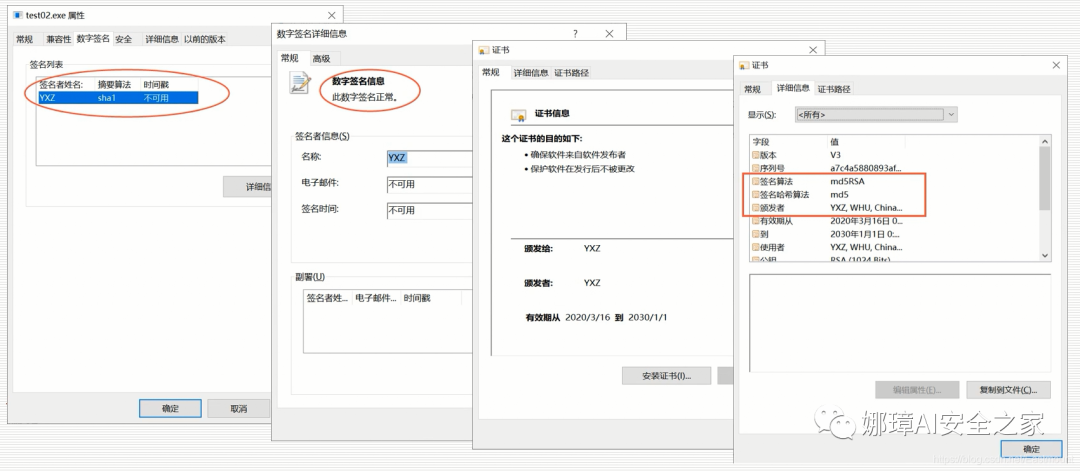 test02.exe 属性
常规 兼容性 数字签名 安全 详细信息 以前的版本
签名列表
签名者姓名: 摘要算法 时间戳
YXZ sha1 不可用
详细信
确定 取消
数字签名详细信息 ?
常规 高级
数字签名信息
此数字签名正常。
签名者信息(S)
名称: YXZ
电子邮件: 不可用
签名时间: 不可用
副署(U)
签名者姓... 电子邮件... 时间戳
证书
常规 详细信息 证书路径
证书信息
这个证书的目的如下:
• 确保软件来自软件发布者
• 保护软件在发行后不被更改
颁发给: YXZ
颁发者: YXZ
有效期从 2020/3/16 到 2030/1/1
安装证书(I)...
证书
常规 详细信息 证书路径
显示(S): <所有>
字段 值
版本 V3
序列号 a7c4a5880893af...
签名算法 md5RSA
签名哈希算法 md5
颁发者 YXZ, WHU, China...
有效期从 2020年3月16日 0...
到 2030年1月1日 0:...
使用者 YXZ, WHU, China...
公钥 RSA (1024 Bits)
编辑属性(E)... 复制到文件(C)...
娜璋AI安全之家
确定